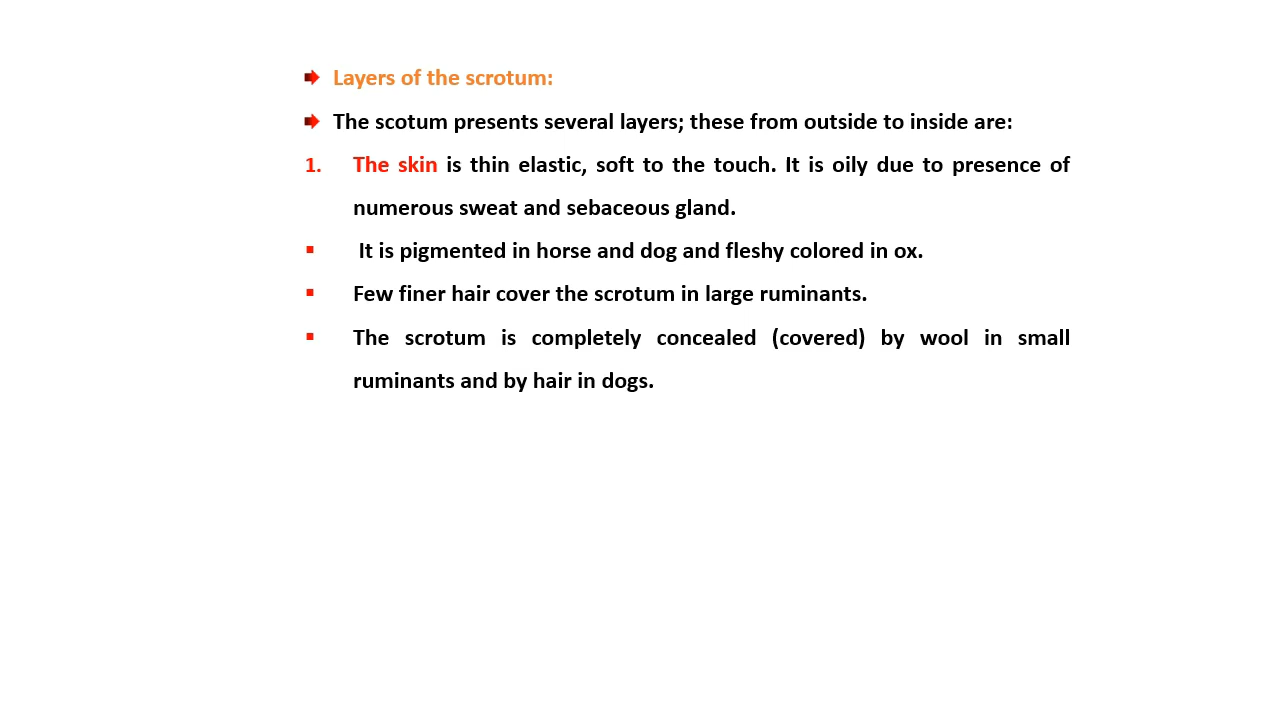 Layers of the scrotum:
The scotum presents several layers; these from outside to inside are:
1. The skin is thin elastic, soft to the touch. It is oily due to presence of
numerous sweat and sebaceous gland.
▪ It is pigmented in horse and dog and fleshy colored in ox.
▪ Few finer hair cover the scrotum in large ruminants.
▪ The scrotum is completely concealed (covered) by wool in small
ruminants and by hair in dogs.